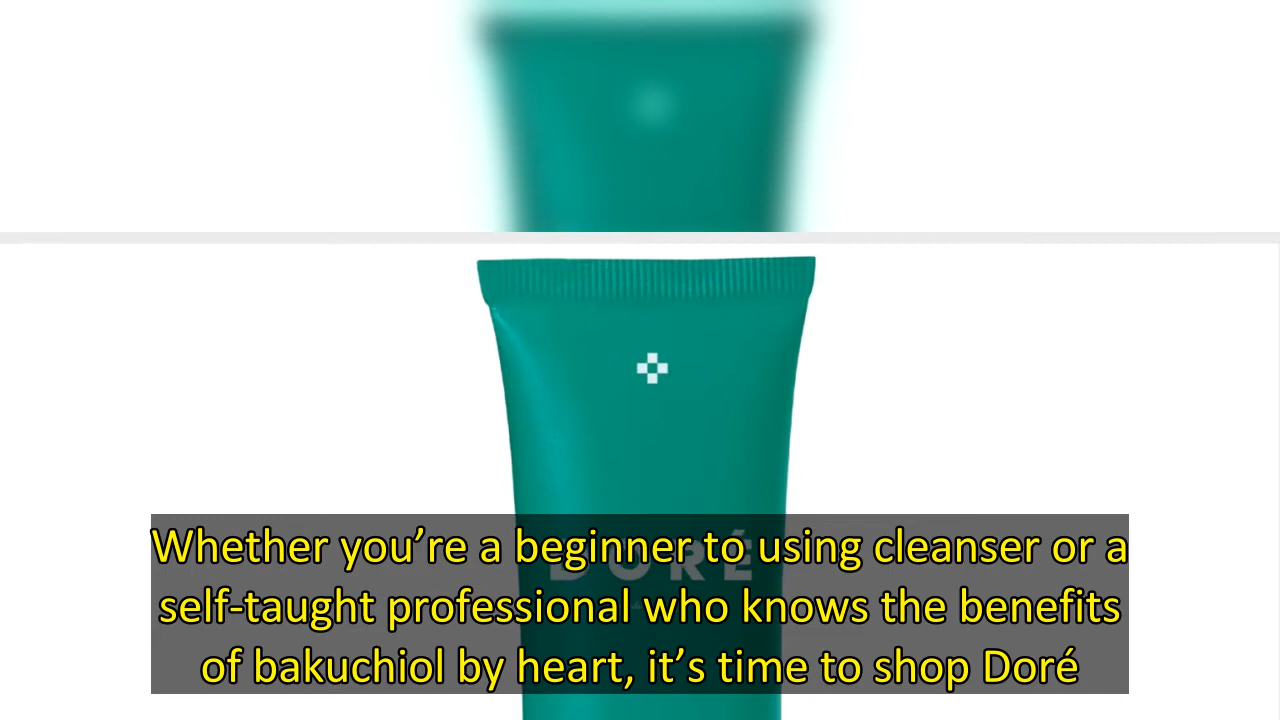 Whether you’re a beginner to using cleanser or a
self-taught professional who knows the benefits
of bakuchiol by heart, it’s time to shop Doré
DORÉ